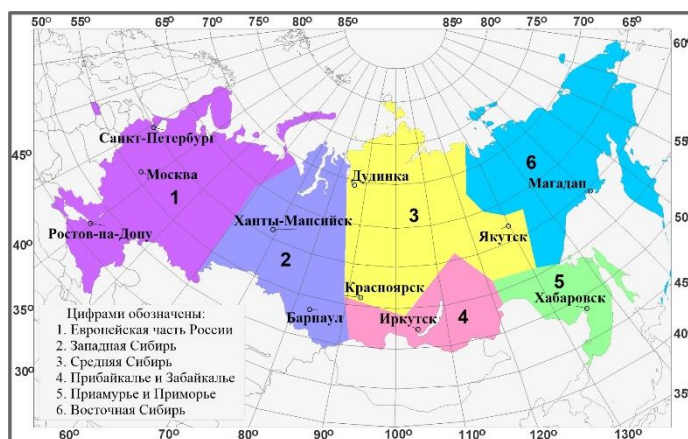 50° 55° 60° 65° 70° 75° 85° 85° 80° 75° 70° 65°
60°
55°
50°
45°
40°
35°
45°
40°
35°
30°
60° 70° 80° 90° 100° 110° 120° 130°
Санкт-Петербург
Москва
1
Ростов-на-Дону
Ханты-Мансийск
2
Барнаул
Дудинка
3
Красноярск
Якутск
Иркутск
4
5
Хабаровск
6
Магадан
Цифрами обозначены:
1. Европейская часть России
2. Западная Сибирь
3. Средняя Сибирь
4. Прибайкалье и Забайкалье
5. Приамурье и Приморье
6. Восточная Сибирь